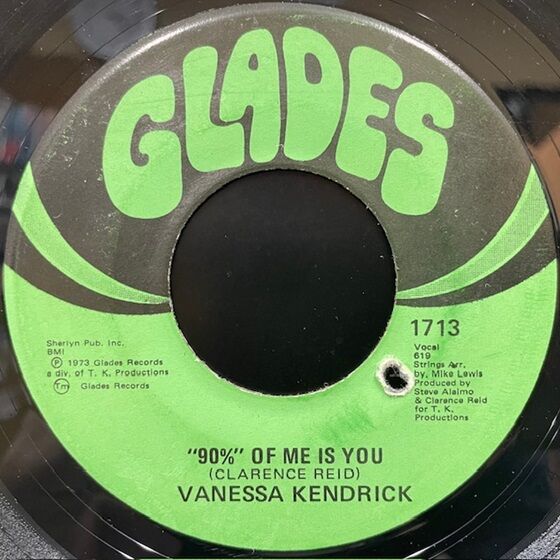 GLADES
Sherlyn Pub. Inc.
BMI
Ⓟ 1973 Glades Records
a div. of T. K. Productions
Tm Glades Records
1713
Vocal
619
Strings Arr.
by. Mike Lewis
Produced by
Steve Alaimo
& Clarence Reid
for T. K.
Productions
"90%" OF ME IS YOU
(CLARENCE REID)
VANESSA KENDRICK